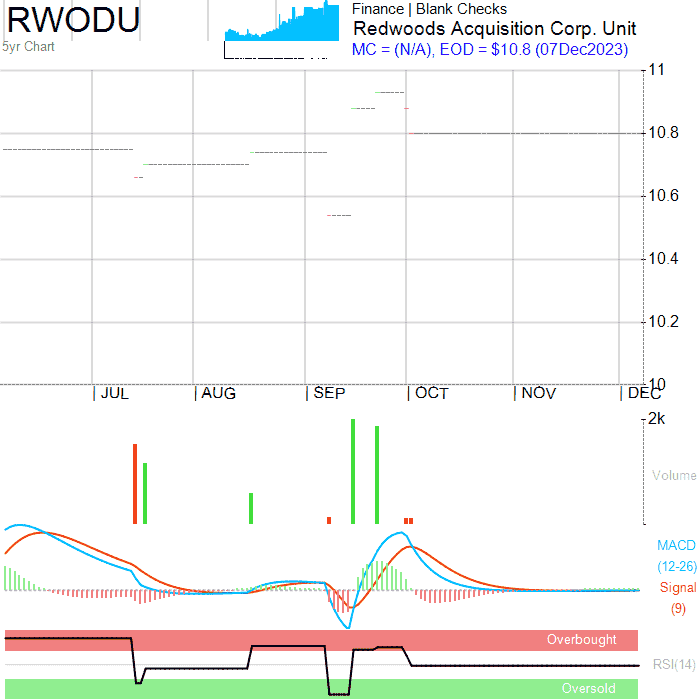 RWODU
5yr Chart
Finance | Blank Checks
Redwoods Acquisition Corp. Unit
MC = (N/A), EOD = $10.8 (07Dec2023)
11
10.8
10.6
10.4
10.2
10
JUL AUG SEP OCT NOV DEC
2k
Volume
MACD
(12-26)
Signal
(9)
Overbought
RSI(14)
Oversold